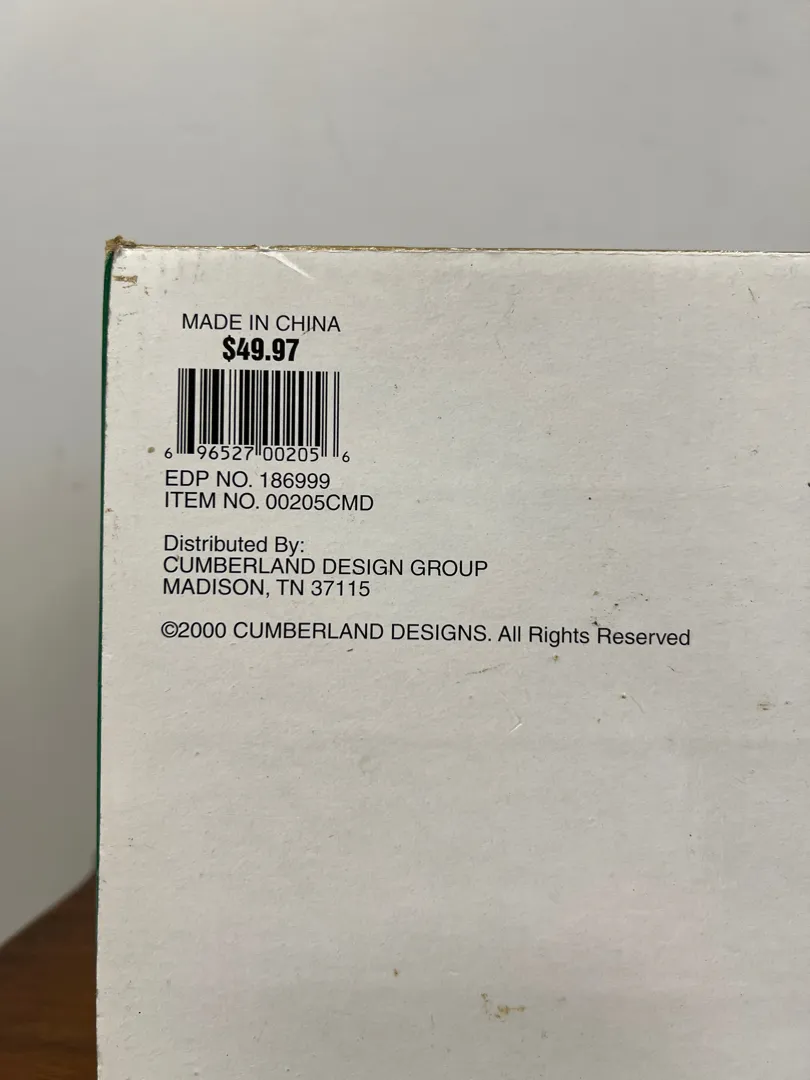 MADE IN CHINA
$49.97
6 96527 00205 6
EDP NO. 186999
ITEM NO. 00205CMD
Distributed By:
CUMBERLAND DESIGN GROUP
MADISON, TN 37115
©2000 CUMBERLAND DESIGNS. All Rights Reserved